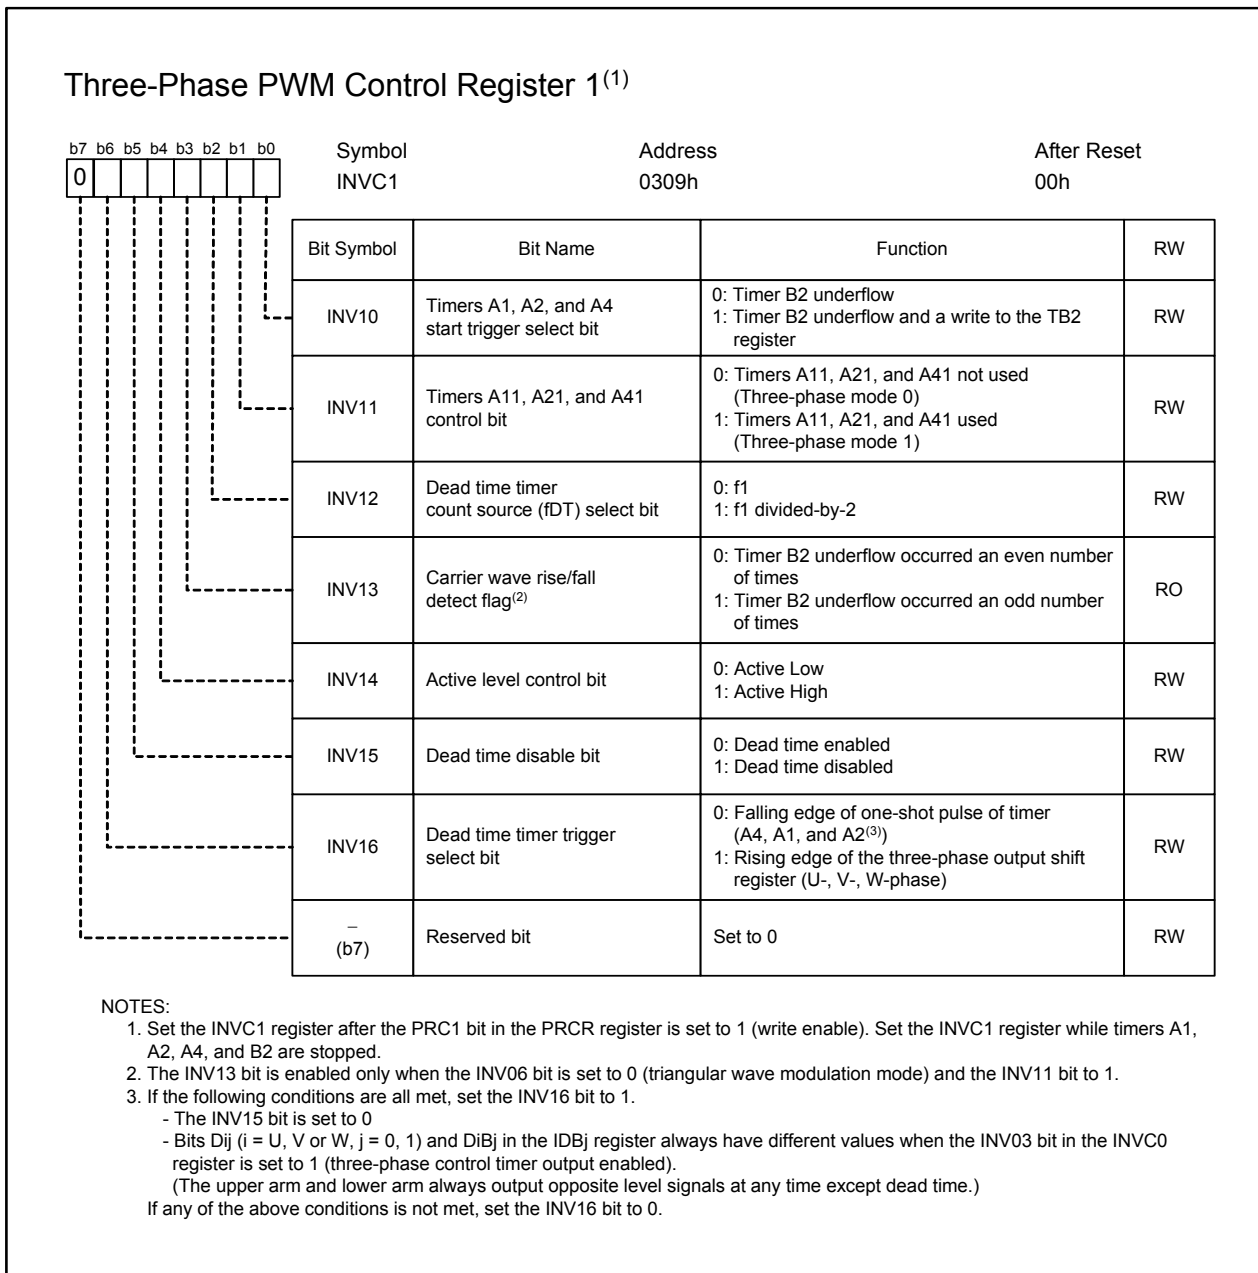 Three-Phase PWM Control Register 1(1)
b7 b6 b5 b4 b3 b2 b1 b0
0
Symbol Address After Reset
INVC1 0309h 00h
Bit Symbol Bit Name Function RW
INV10
Timers A1, A2, and A4
start trigger select bit
0: Timer B2 underflow
1: Timer B2 underflow and a write to the TB2
register
RW
INV11
Timers A11, A21, and A41
control bit
0: Timers A11, A21, and A41 not used
(Three-phase mode 0)
1: Timers A11, A21, and A41 used
(Three-phase mode 1)
RW
INV12
Dead time timer
count source (fDT) select bit
0: f1
1: f1 divided-by-2
RW
INV13
Carrier wave rise/fall
detect flag(2)
0: Timer B2 underflow occurred an even number
of times
1: Timer B2 underflow occurred an odd number
of times
RO
INV14
Active level control bit
0: Active Low
1: Active High
RW
INV15
Dead time disable bit
0: Dead time enabled
1: Dead time disabled
RW
INV16
Dead time timer trigger
select bit
0: Falling edge of one-shot pulse of timer
(A4, A1, and A2(3))
1: Rising edge of the three-phase output shift
register (U-, V-, W-phase)
RW
–
(b7)
Reserved bit
Set to 0
RW
NOTES:
1. Set the INVC1 register after the PRC1 bit in the PRCR register is set to 1 (write enable). Set the INVC1 register while timers A1,
A2, A4, and B2 are stopped.
2. The INV13 bit is enabled only when the INV06 bit is set to 0 (triangular wave modulation mode) and the INV11 bit to 1.
3. If the following conditions are all met, set the INV16 bit to 1.
- The INV15 bit is set to 0
- Bits Dij (i = U, V or W, j = 0, 1) and DiBj in the IDBj register always have different values when the INV03 bit in the INVC0
register is set to 1 (three-phase control timer output enabled).
(The upper arm and lower arm always output opposite level signals at any time except dead time.)
If any of the above conditions is not met, set the INV16 bit to 0.